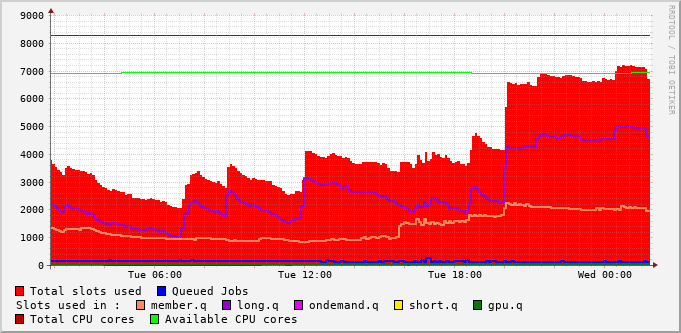 9000
8000
7000
6000
5000
4000
3000
2000
1000
0
Tue 06:00 Tue 12:00 Tue 18:00 Wed 00:00
Total slots used Queued Jobs
Slots used in : member.q long.q ondemand.q short.q gpu.q
Total CPU cores Available CPU cores
RRDTOOL / TOBI OETIKER